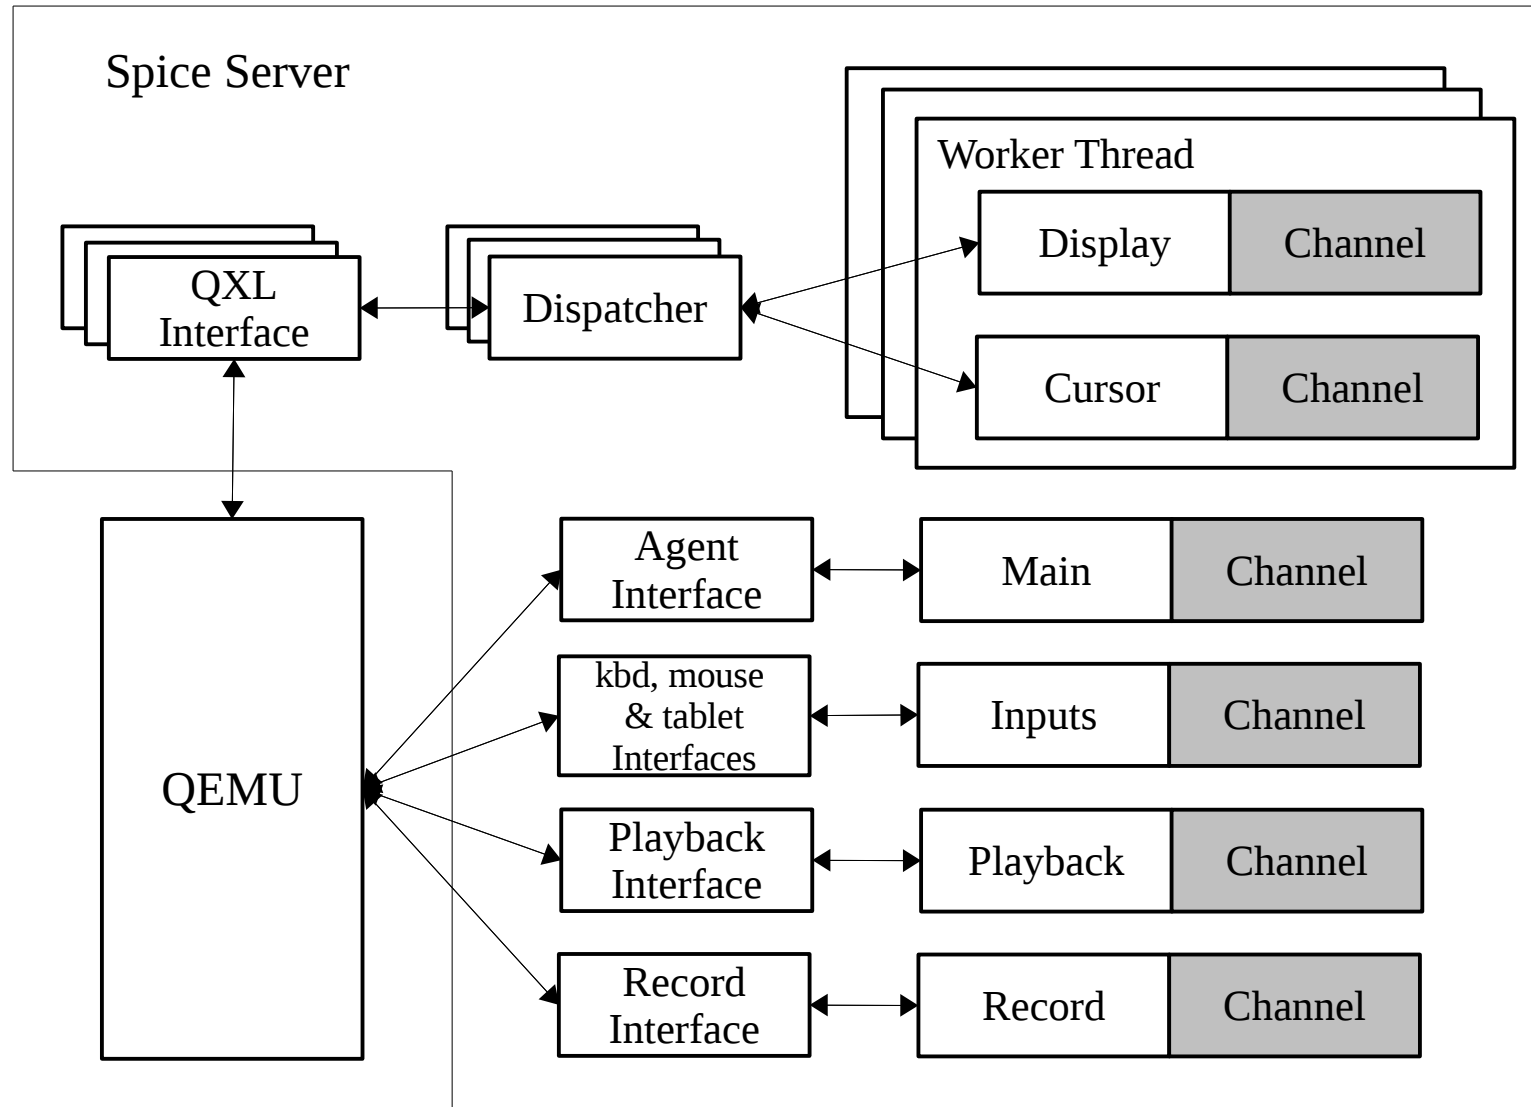 Spice Server
Worker Thread
Display
Channel
QXL
Interface
Dispatcher
Cursor
Channel
Agent
Interface
Main
Channel
kbd, mouse
& tablet
Interfaces
Inputs
Channel
QEMU
Playback
Interface
Playback
Channel
Record
Interface
Record
Channel